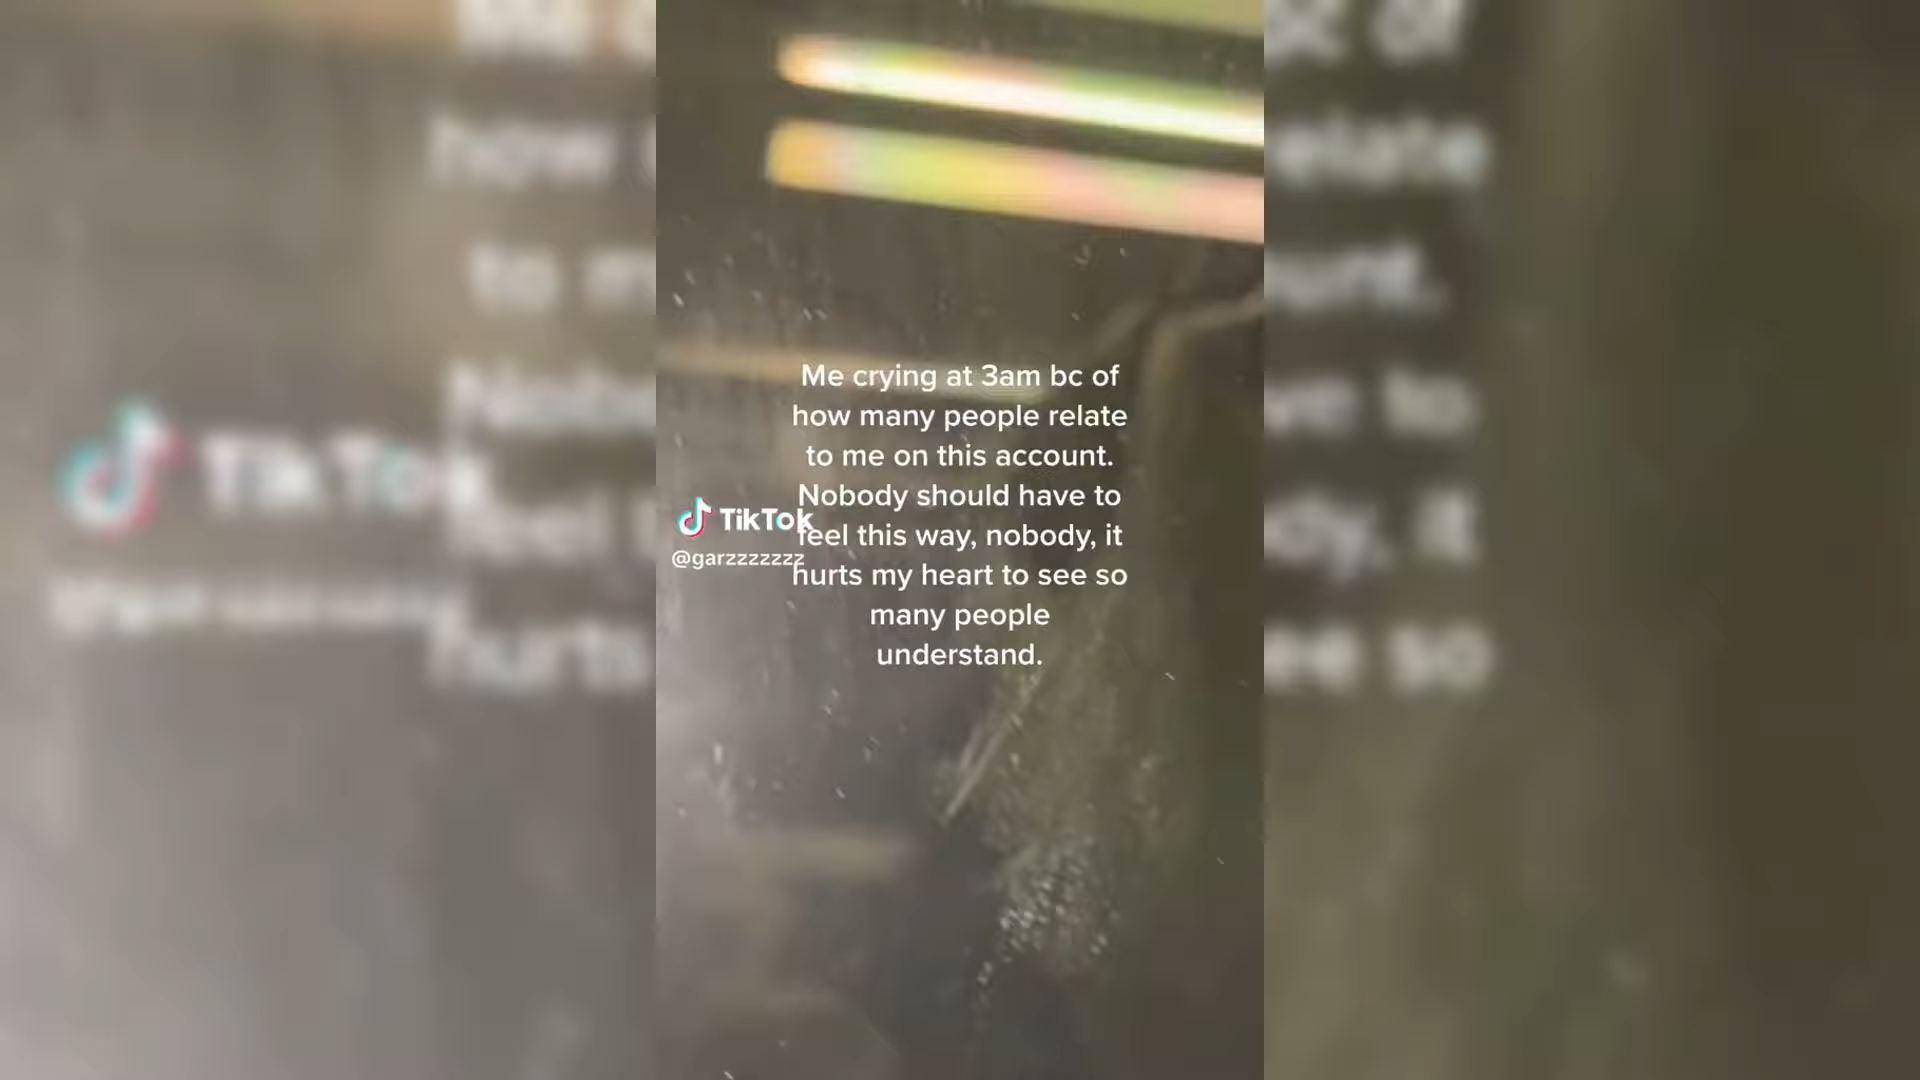 Me crying at 3am bc of
how many people relate
to me on this account.
Nobody should have to
feel this way, nobody, it
hurts my heart to see so
many people
understand.
TikTok
@garzzzzzzz